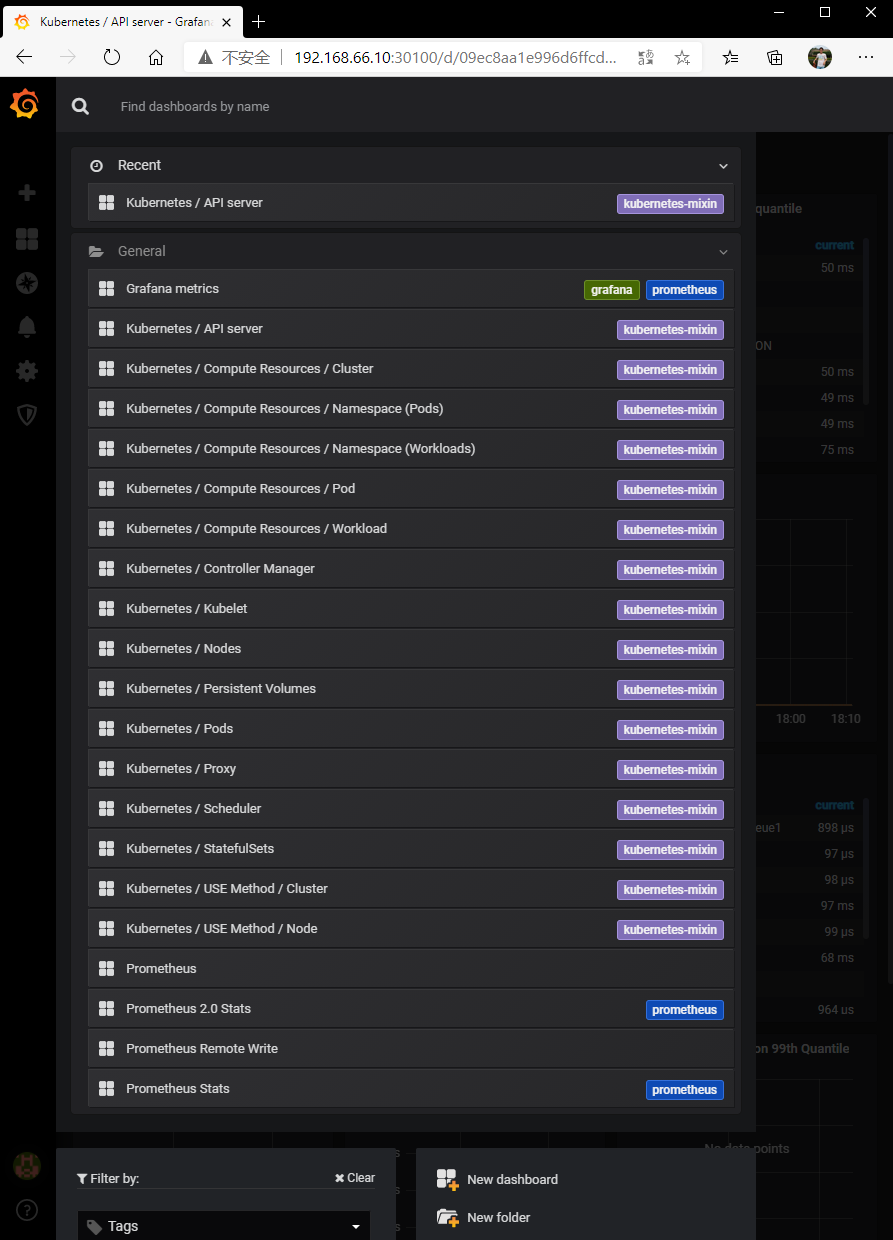 Kubernetes / API server - Grafan
不安全 192.168.66.10:30100/d/09ec8aa1e996d6ffcd...
Find dashboards by name
Recent
Kubernetes / API server kubernetes-mixin
General
Grafana metrics grafana prometheus
Kubernetes / API server kubernetes-mixin
Kubernetes / Compute Resources / Cluster kubernetes-mixin
Kubernetes / Compute Resources / Namespace (Pods) kubernetes-mixin
Kubernetes / Compute Resources / Namespace (Workloads) kubernetes-mixin
Kubernetes / Compute Resources / Pod kubernetes-mixin
Kubernetes / Compute Resources / Workload kubernetes-mixin
Kubernetes / Controller Manager kubernetes-mixin
Kubernetes / Kubelet kubernetes-mixin
Kubernetes / Nodes kubernetes-mixin
Kubernetes / Persistent Volumes kubernetes-mixin
Kubernetes / Pods kubernetes-mixin
Kubernetes / Proxy kubernetes-mixin
Kubernetes / Scheduler kubernetes-mixin
Kubernetes / StatefulSets kubernetes-mixin
Kubernetes / USE Method / Cluster kubernetes-mixin
Kubernetes / USE Method / Node kubernetes-mixin
Prometheus
Prometheus 2.0 Stats prometheus
Prometheus Remote Write
Prometheus Stats prometheus
quantile
current
50 ms
ON
50 ms
49 ms
49 ms
75 ms
18:00 18:10
current
eue1 898 µs
97 µs
98 µs
97 ms
99 µs
68 ms
964 us
on 99th Quantile
No data points
Filter by: Clear
Tags
New dashboard
New folder